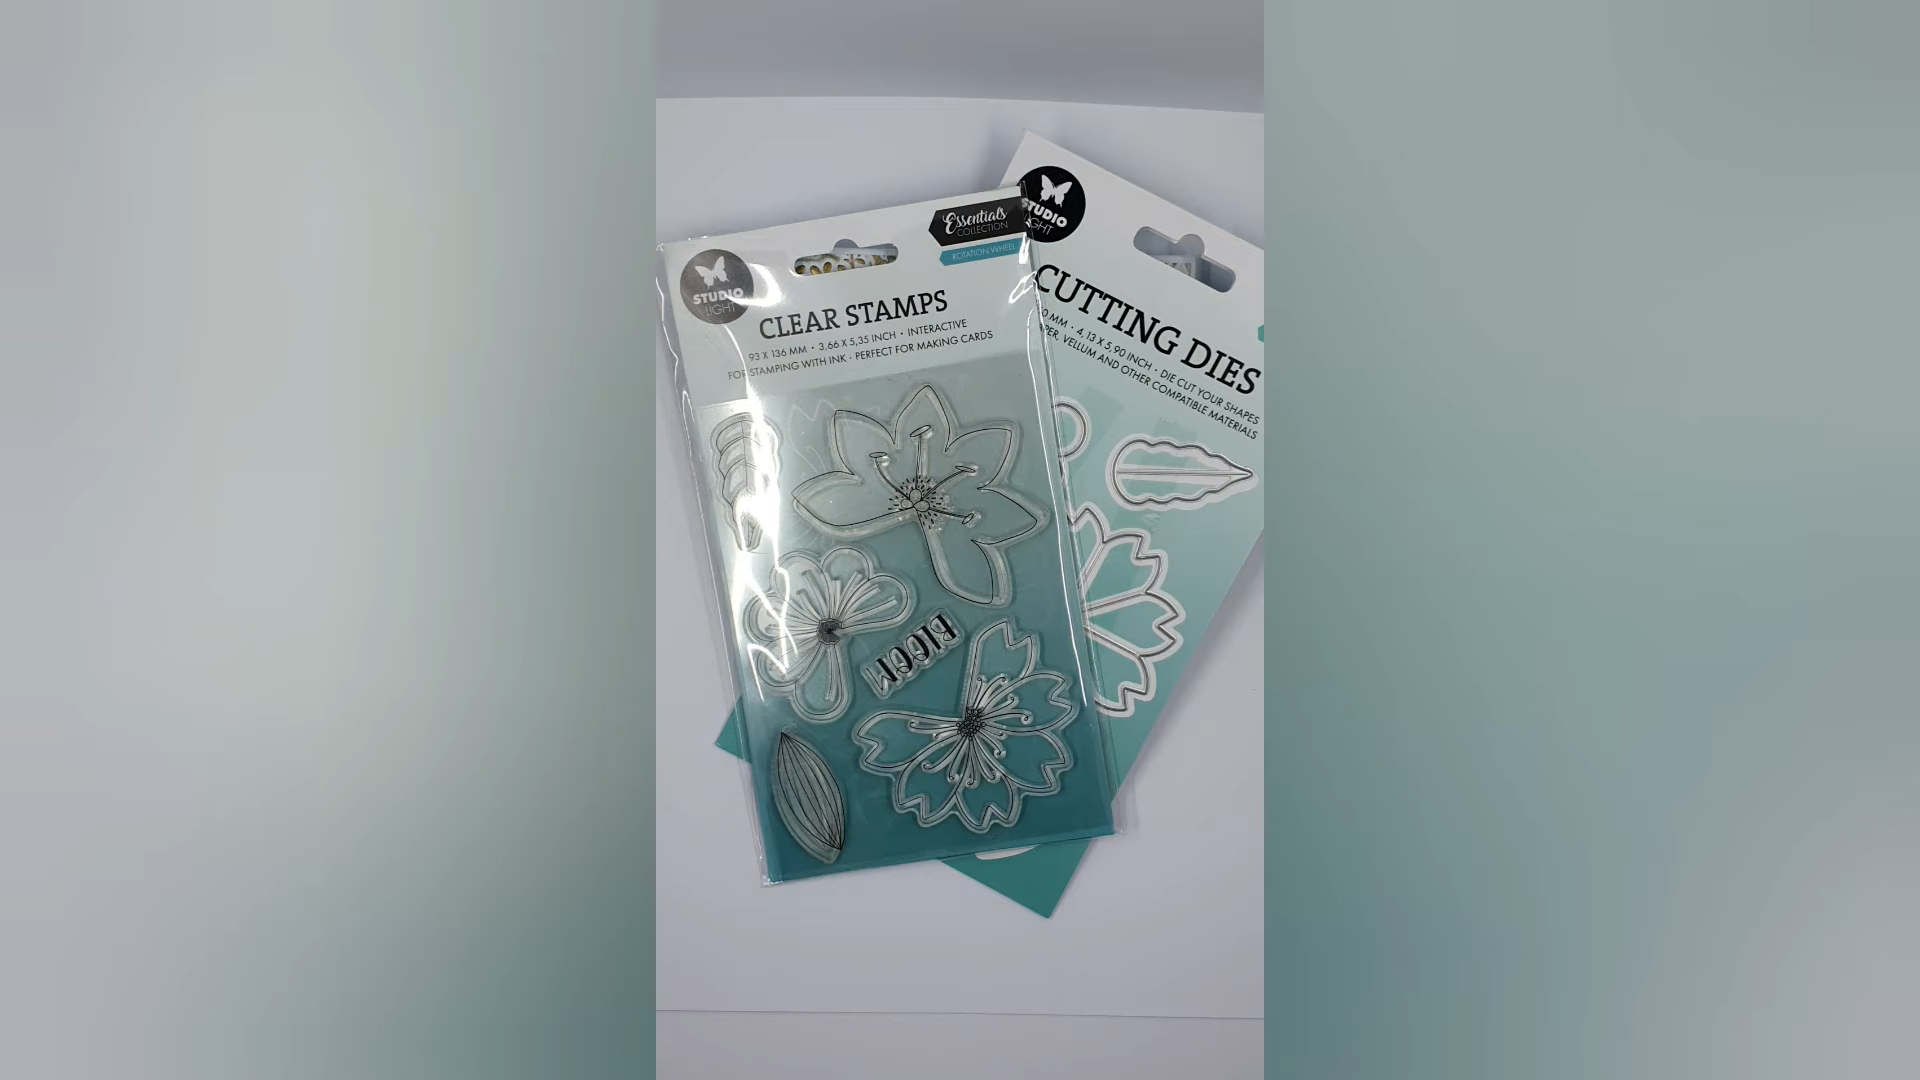 STUDIO
LIGHT
Essentials
COLLECTION
ROTATION WHEEL
CLEAR STAMPS
93 X 136 MM • 3,66 X 5,35 INCH • INTERACTIVE
FOR STAMPING WITH INK • PERFECT FOR MAKING CARDS
BLOOM
STUDIO
LIGHT
CUTTING DIES
0 MM • 4,13 X 5,90 INCH • DIE CUT YOUR SHAPES
VELLUM AND OTHER COMPATIBLE MATERIALS